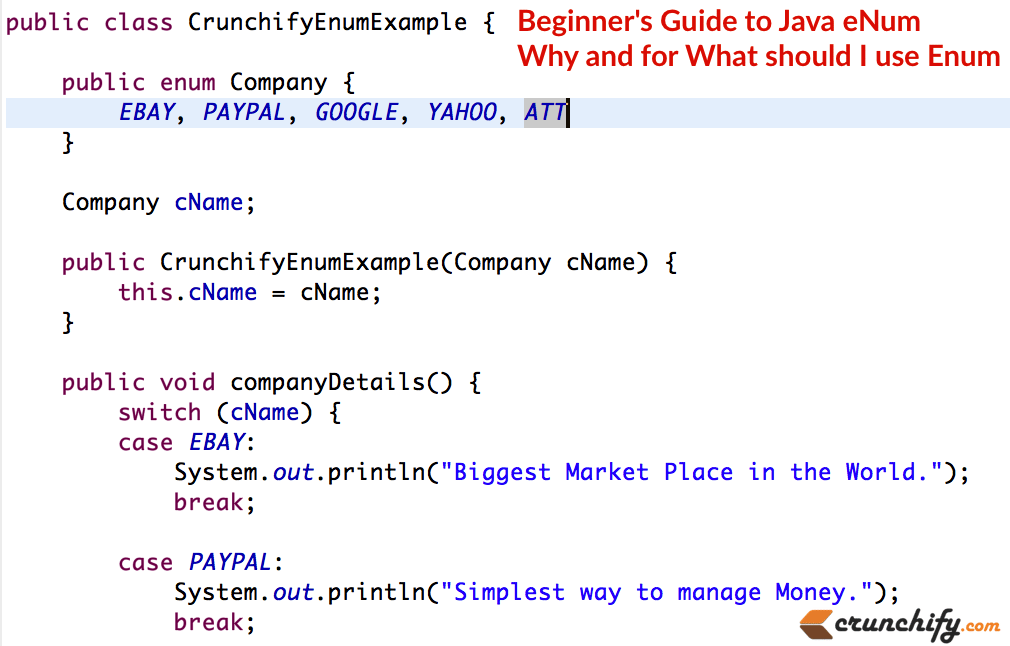 public class CrunchifyEnumExample {
Beginner's Guide to Java eNum
Why and for What should I use Enum
public enum Company {
EBAY, PAYPAL, GOOGLE, YAHOO, ATT
}
Company cName;
public CrunchifyEnumExample(Company cName) {
this.cName = cName;
}
public void companyDetails() {
switch (cName) {
case EBAY:
System.out.println("Biggest Market Place in the World.");
break;
case PAYPAL:
System.out.println("Simplest way to manage Money.");
break;
crunchify.com